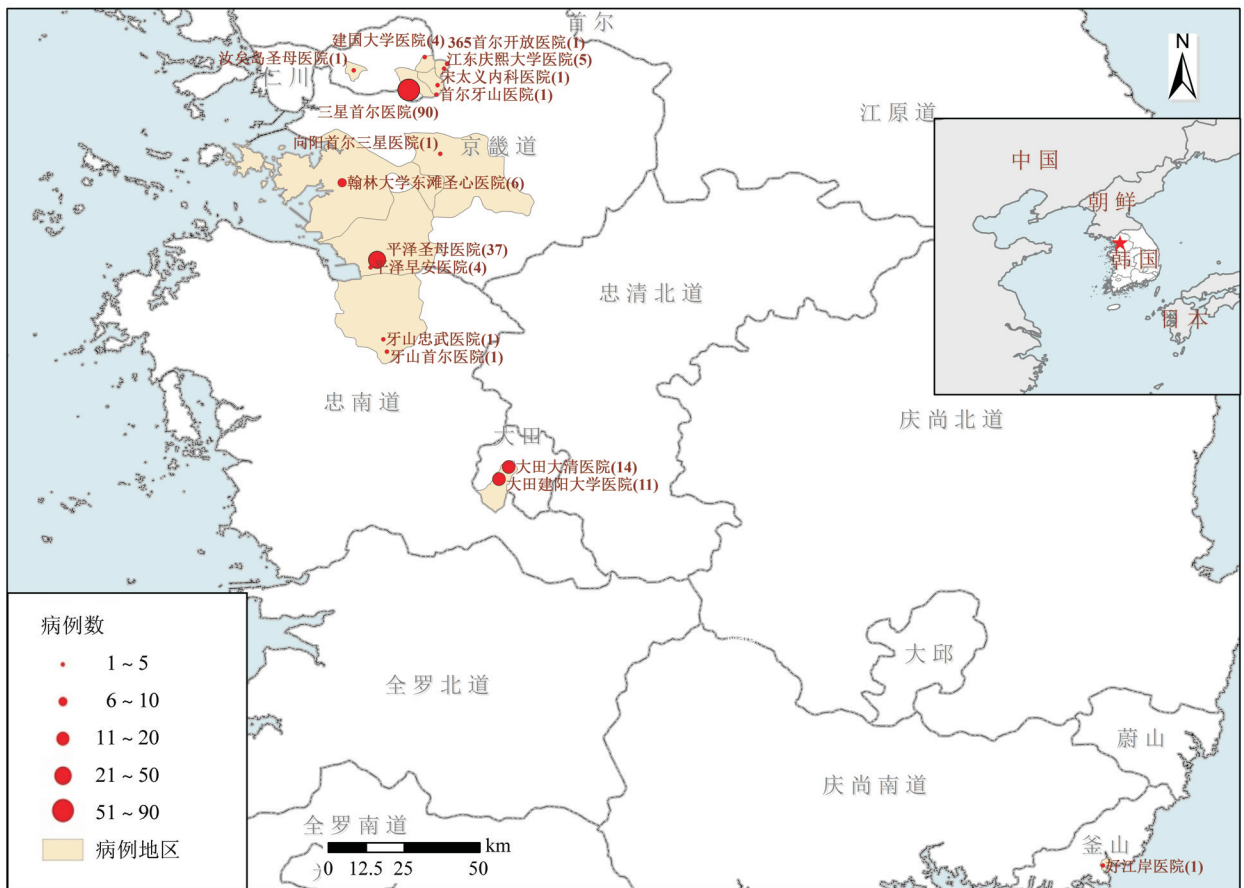 首尔
建国大学医院(4)
365首尔开放医院(1)
汝矣岛圣母医院(1)
江东庆熙大学医院(5)
仁川
宋太义内科医院(1)
首尔牙山医院(1)
三星首尔医院(90)
江原道
N
向阳首尔三星医院(1)
京畿道
翰林大学东滩圣心医院(6)
中国
朝鲜
韩国
日本
平泽圣母医院(37)
平泽早安医院(4)
忠清北道
牙山忠武医院(1)
牙山首尔医院(1)
忠南道
庆尚北道
大田
大田大清医院(14)
大田建阳大学医院(11)
病例数
1~5
6~10
11~20
21~50
51~90
病例地区
大邱
全罗北道
蔚山
庆尚南道
全罗南道
km
0 12.5 25 50
釜山
好江岸医院(1)